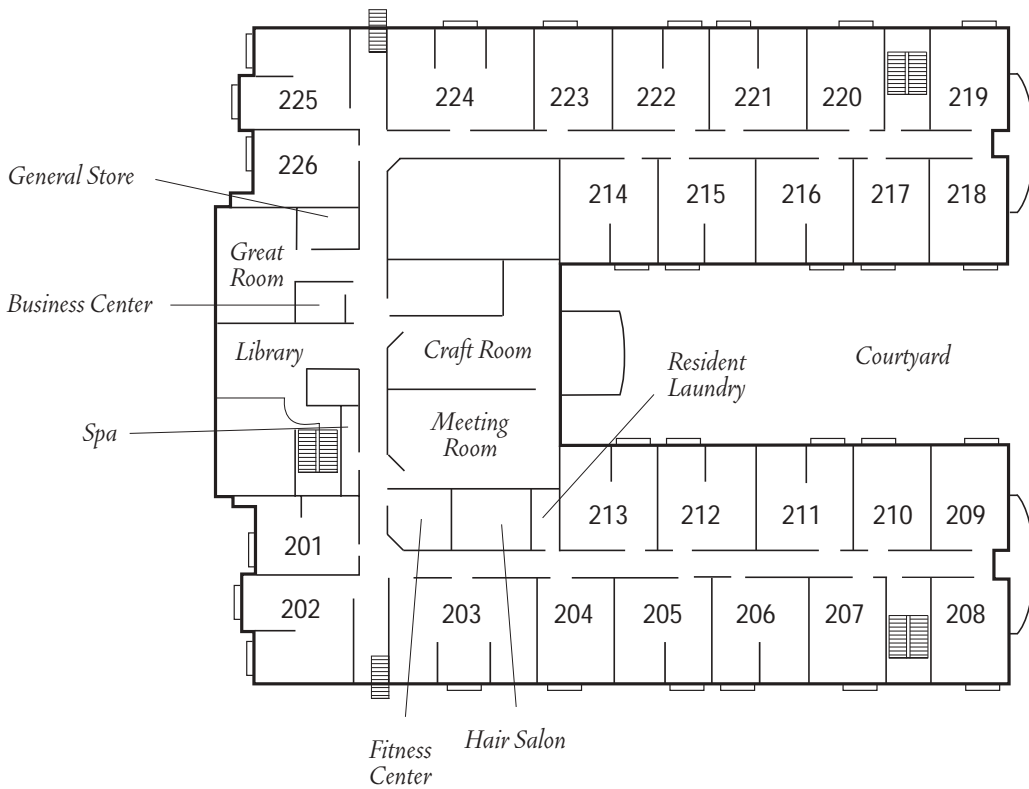 225
224
223
222
221
220
219
226
General Store
214
215
216
217
218
Great
Room
Business Center
Library
Craft Room
Resident
Laundry
Courtyard
Spa
Meeting
Room
213
212
211
210
209
201
202
203
204
205
206
207
208
Fitness
Center
Hair Salon